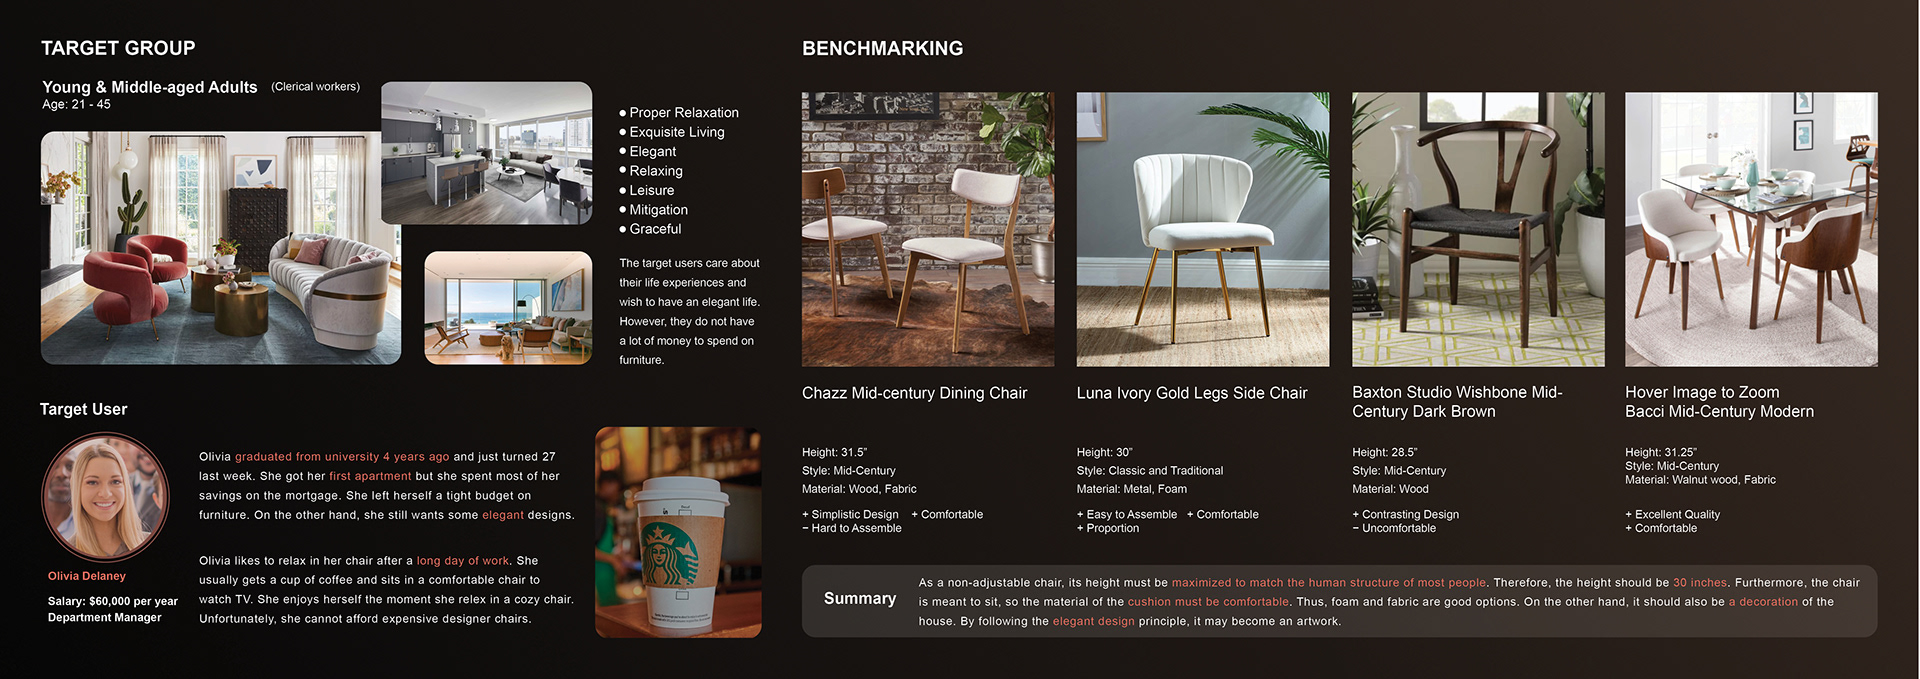 TARGET GROUP
Young & Middle-aged Adults (Clerical workers)
Age: 21 - 45
● Proper Relaxation
● Exquisite Living
● Elegant
● Relaxing
● Leisure
● Mitigation
● Graceful
The target users care about
their life experiences and
wish to have an elegant life.
However, they do not have
a lot of money to spend on
furniture.
Target User
Olivia Delaney
Salary: $60,000 per year
Department Manager
Olivia graduated from university 4 years ago and just turned 27
last week. She got her first apartment but she spent most of her
savings on the mortgage. She left herself a tight budget on
furniture. On the other hand, she still wants some elegant designs.
Olivia likes to relax in her chair after a long day of work. She
usually gets a cup of coffee and sits in a comfortable chair to
watch TV. She enjoys herself the moment she relex in a cozy chair.
Unfortunately, she cannot afford expensive designer chairs.
BENCHMARKING
Chazz Mid-century Dining Chair
Height: 31.5”
Style: Mid-Century
Material: Wood, Fabric
+ Simplistic Design + Comfortable
− Hard to Assemble
Luna Ivory Gold Legs Side Chair
Height: 30”
Style: Classic and Traditional
Material: Metal, Foam
+ Easy to Assemble + Comfortable
+ Proportion
Baxton Studio Wishbone Mid-
Century Dark Brown
Height: 28.5”
Style: Mid-Century
Material: Wood
+ Contrasting Design
− Uncomfortable
Hover Image to Zoom
Bacci Mid-Century Modern
Height: 31.25”
Style: Mid-Century
Material: Walnut wood, Fabric
+ Excellent Quality
+ Comfortable
Summary
As a non-adjustable chair, its height must be maximized to match the human structure of most people. Therefore, the height should be 30 inches. Furthermore, the chair
is meant to sit, so the material of the cushion must be comfortable. Thus, foam and fabric are good options. On the other hand, it should also be a decoration of the
house. By following the elegant design principle, it may become an artwork.